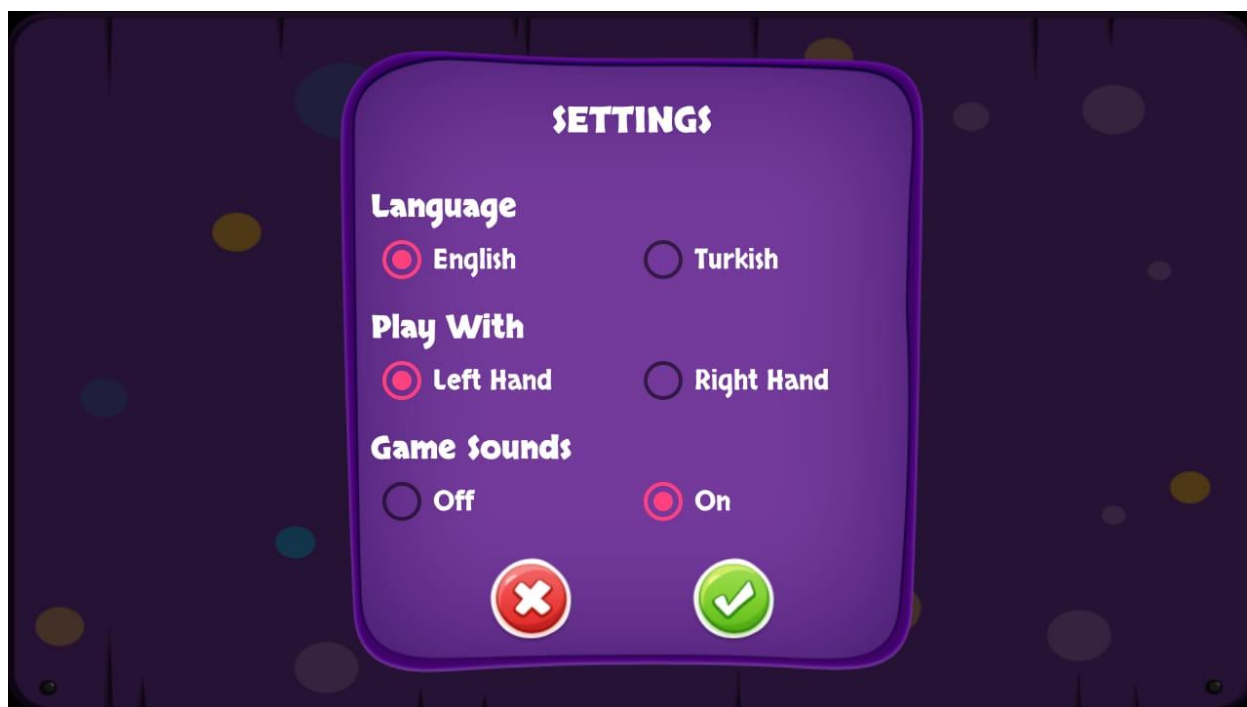 SETTINGS
Language
English Turkish
Play With
Left Hand Right Hand
Game Sounds
Off On